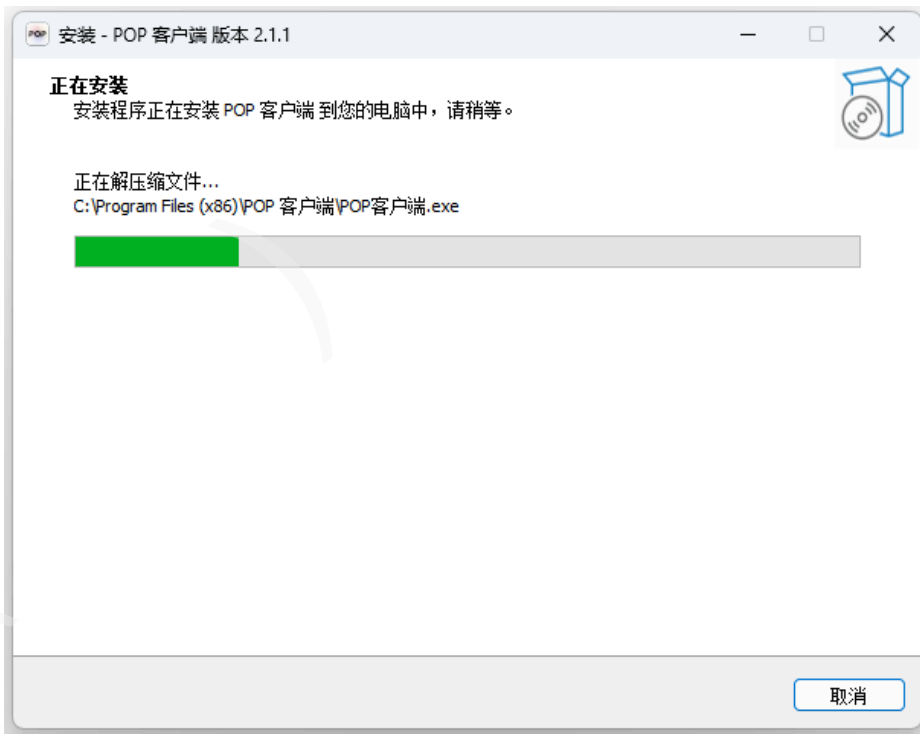 POP 安装 - POP 客户端 版本 2.1.1
正在安装
安装程序正在安装 POP 客户端 到您的电脑中，请稍等。
正在解压缩文件...
C:\Program Files (x86)\POP 客户端\POP客户端.exe
取消